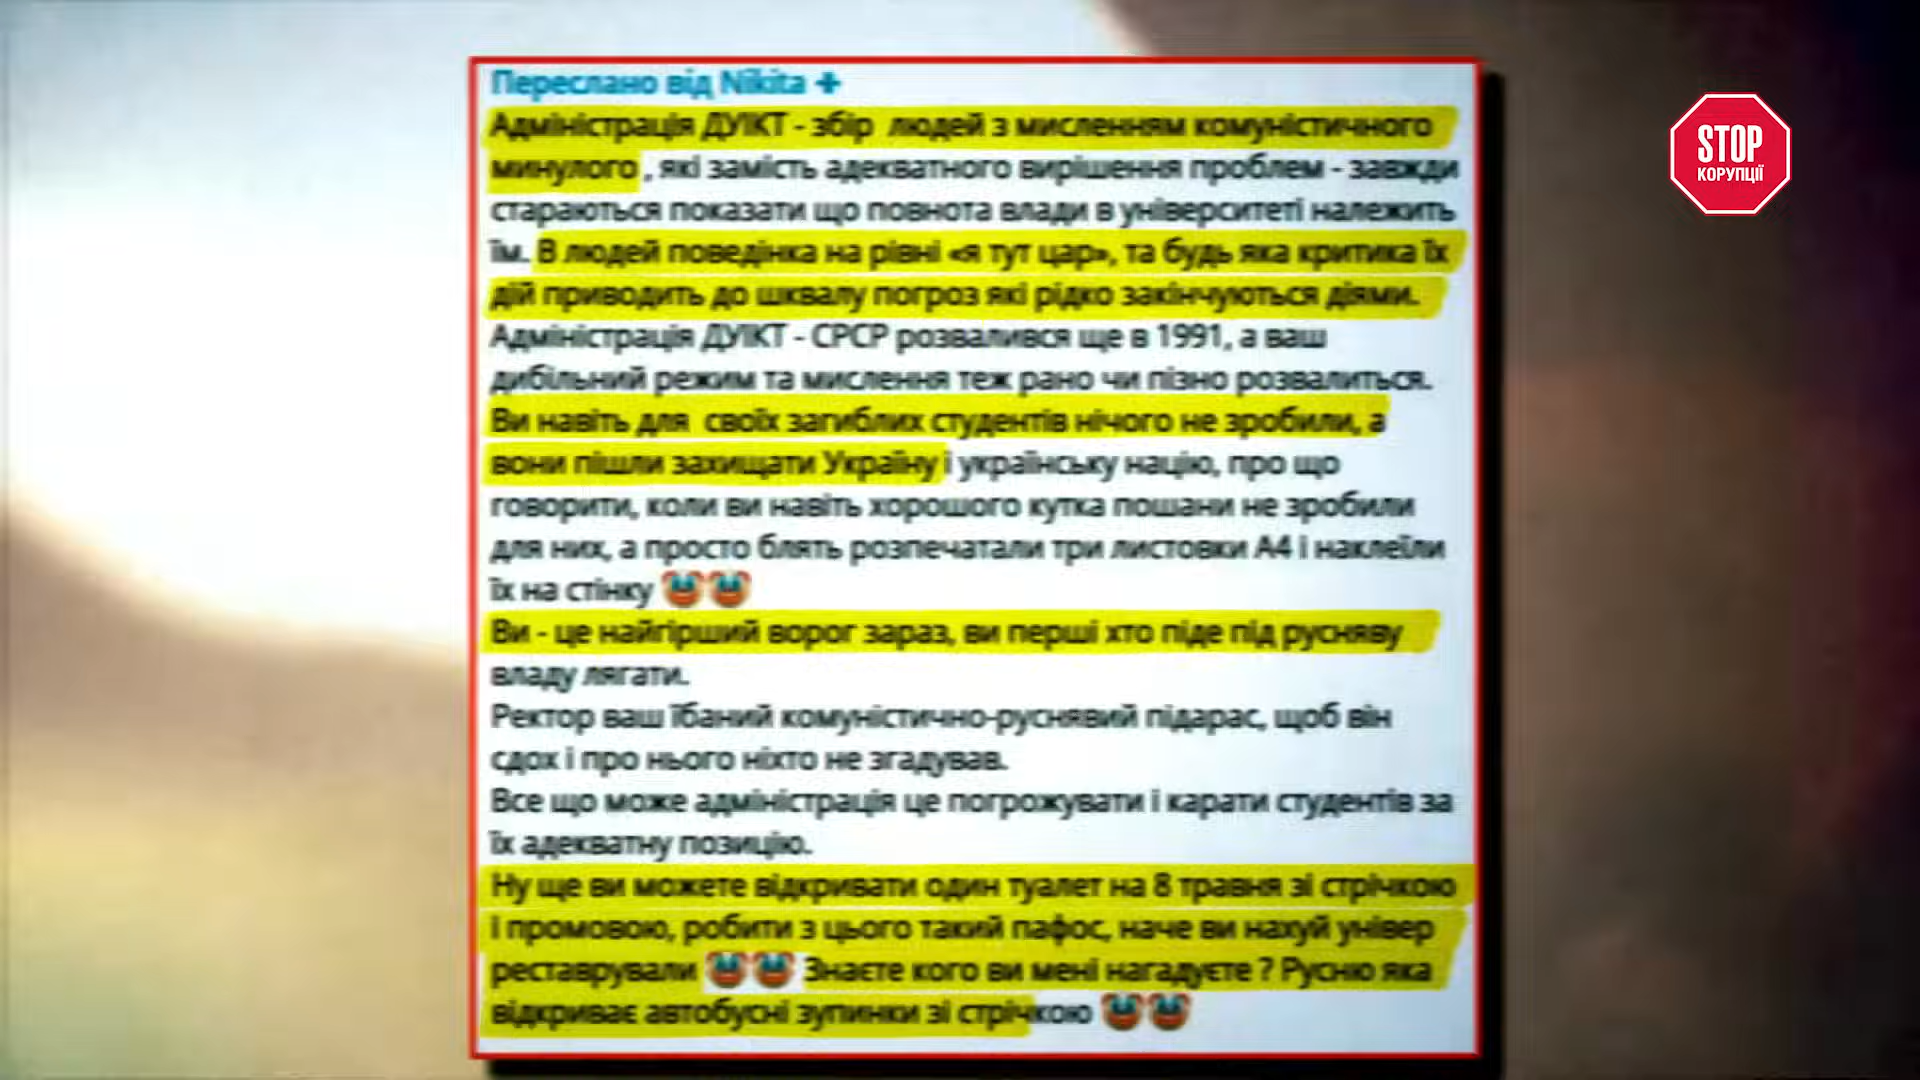 Переслано від Nikita +
Адміністрація ДУІКТ - збір людей з мисленням комуністичного
минулого , які замість адекватного вирішення проблем - завжди
стараються показати що повнота влади в університеті належить
їм. В людей поведінка на рівні «я тут цар», та будь яка критика їх
дій приводить до шквалу погроз які рідко закінчуються діями.
Адміністрація ДУІКТ - СРСР розвалився ще в 1991, а ваш
дибільний режим та мислення теж рано чи пізно розвалиться.
Ви навіть для своїх загиблих студентів нічого не зробили, а
вони пішли захищати Україну і українську націю, про що
говорити, коли ви навіть хорошого кутка пошани не зробили
для них, а просто блять розпечатали три листовки А4 і наклеїли
їх на стінку 🤡🤡
Ви - це найгірший ворог зараз, ви перші хто піде під русняву
владу лягати.
Ректор ваш їбаний комуністично-руснявий підарас, щоб він
сдох і про нього ніхто не згадував.
Все що може адміністрація це погрожувати і карати студентів за
їх адекватну позицію.
Ну ще ви можете відкривати один туалет на 8 травня зі стрічкою
і промовою, робити з цього такий пафос, наче ви нахуй універ
реставрували 🤡🤡 Знаєте кого ви мені нагадуєте ? Русню яка
відкриває автобусні зупинки зі стрічкою 🤡🤡
STOP
КОРУПЦІЇ